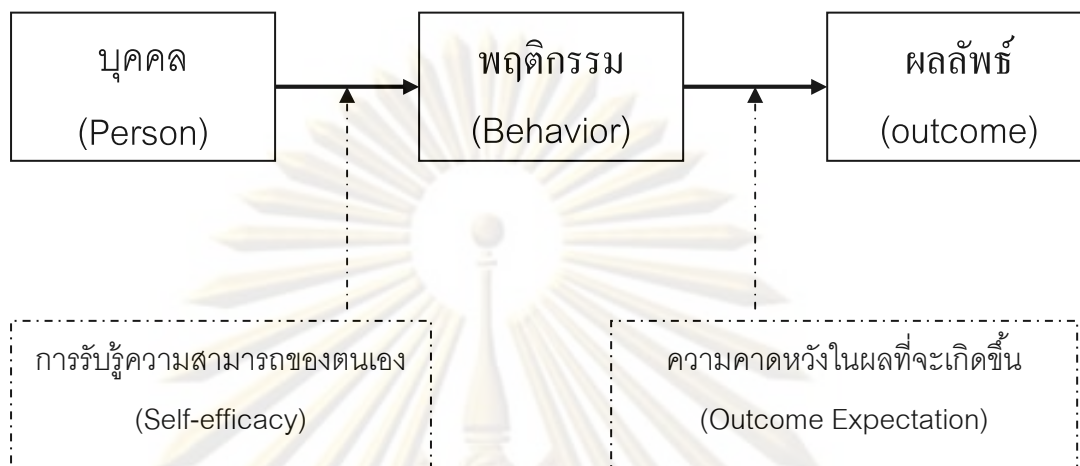 บุคคล
(Person)
พฤติกรรม
(Behavior)
ผลลัพธ์
(outcome)
การรับรู้ความสามารถของตนเอง
(Self-efficacy)
ความคาดหวังในผลที่จะเกิดขึ้น
(Outcome Expectation)